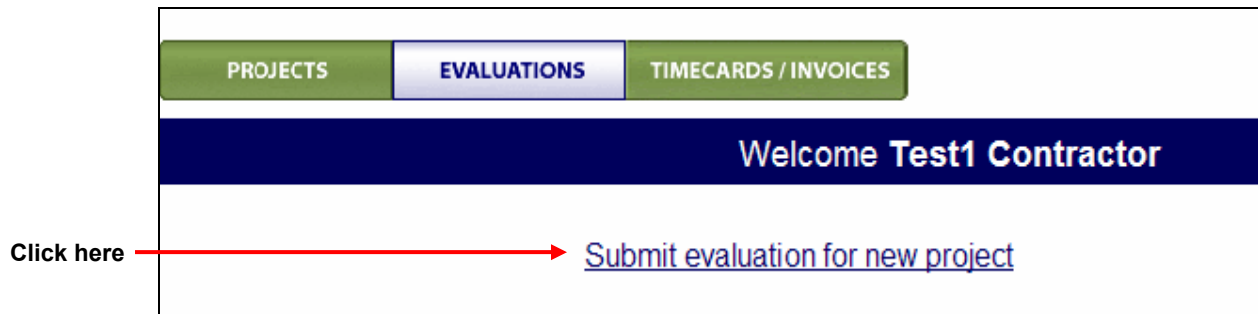 PROJECTS EVALUATIONS TIMECARDS / INVOICES
Welcome Test1 Contractor
Click here Submit evaluation for new project